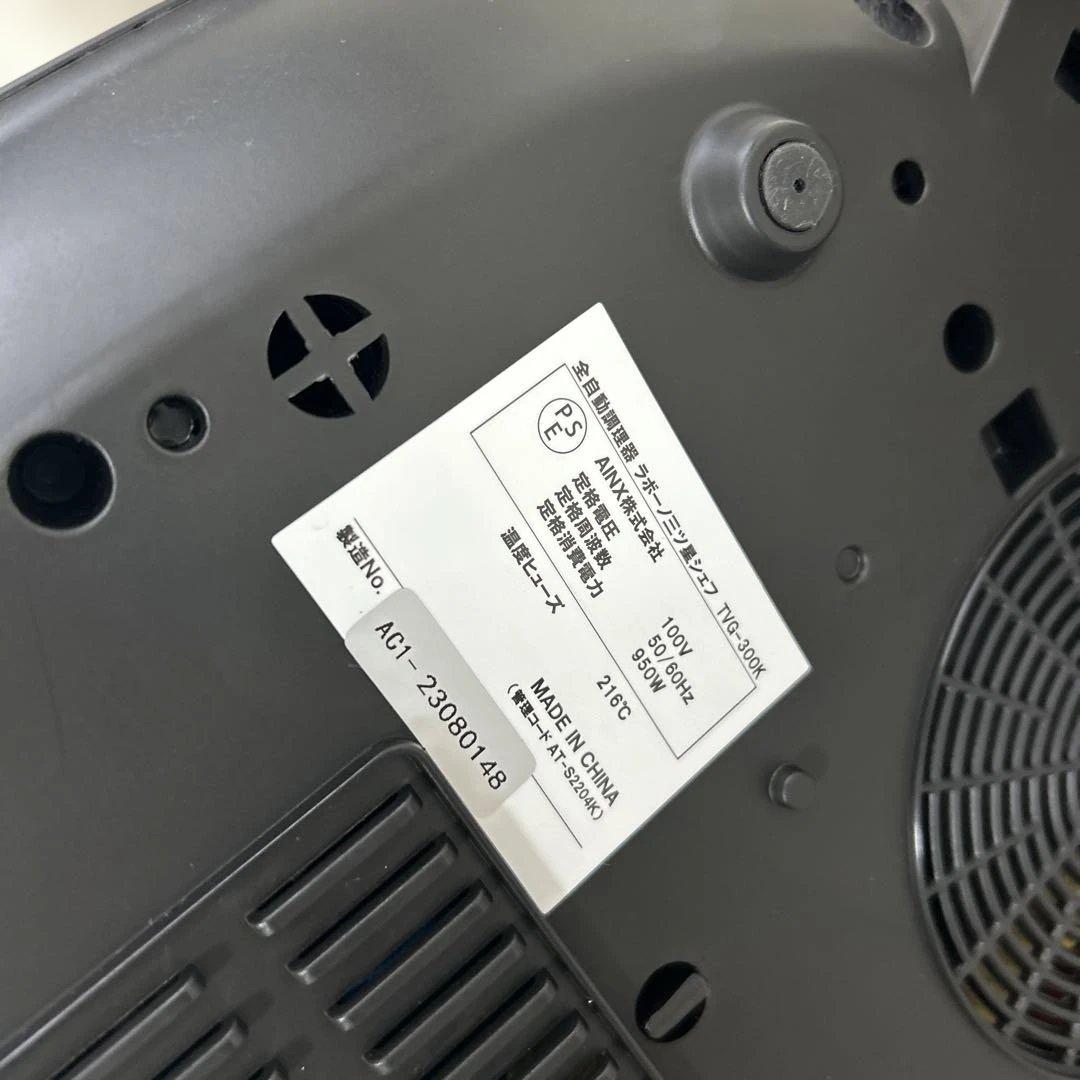 全自動調理器 ラボーノ三ツ星シェフ TVG-300K
PSE
AINX株式会社
定格電圧 100V
定格周波数 50/60Hz
定格消費電力 950W
温度ヒューズ 216℃
MADE IN CHINA
(管理コード AT-S2204K)
製造No.
AC1-23080148